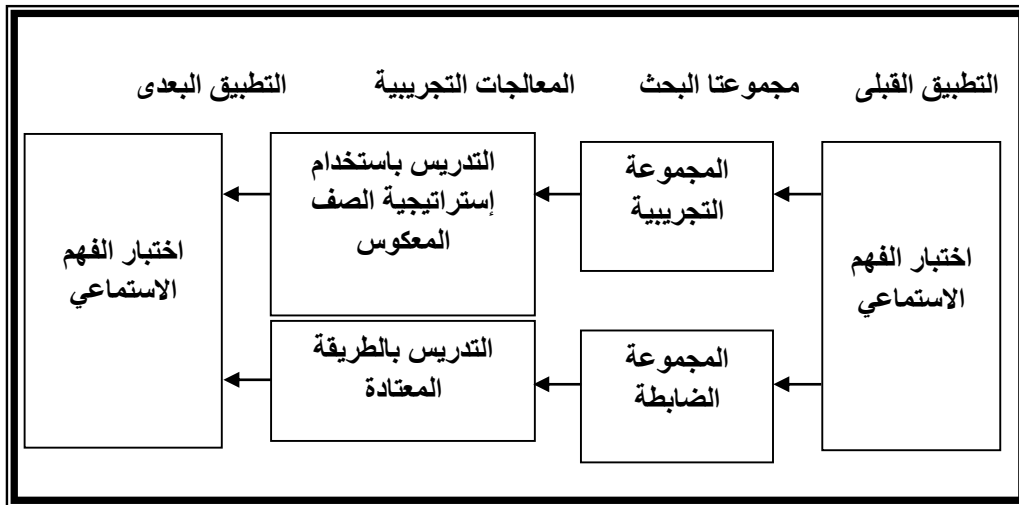 التطبيق القبلى
مجموعتا البحث
المعالجات التجريبية
التطبيق البعدى
اختبار الفهم
الاستماعي
المجموعة
التجريبية
التدريس باستخدام
إستراتيجية الصف
المعكوس
اختبار الفهم
الاستماعي
المجموعة
الضابطة
التدريس بالطريقة
المعتادة